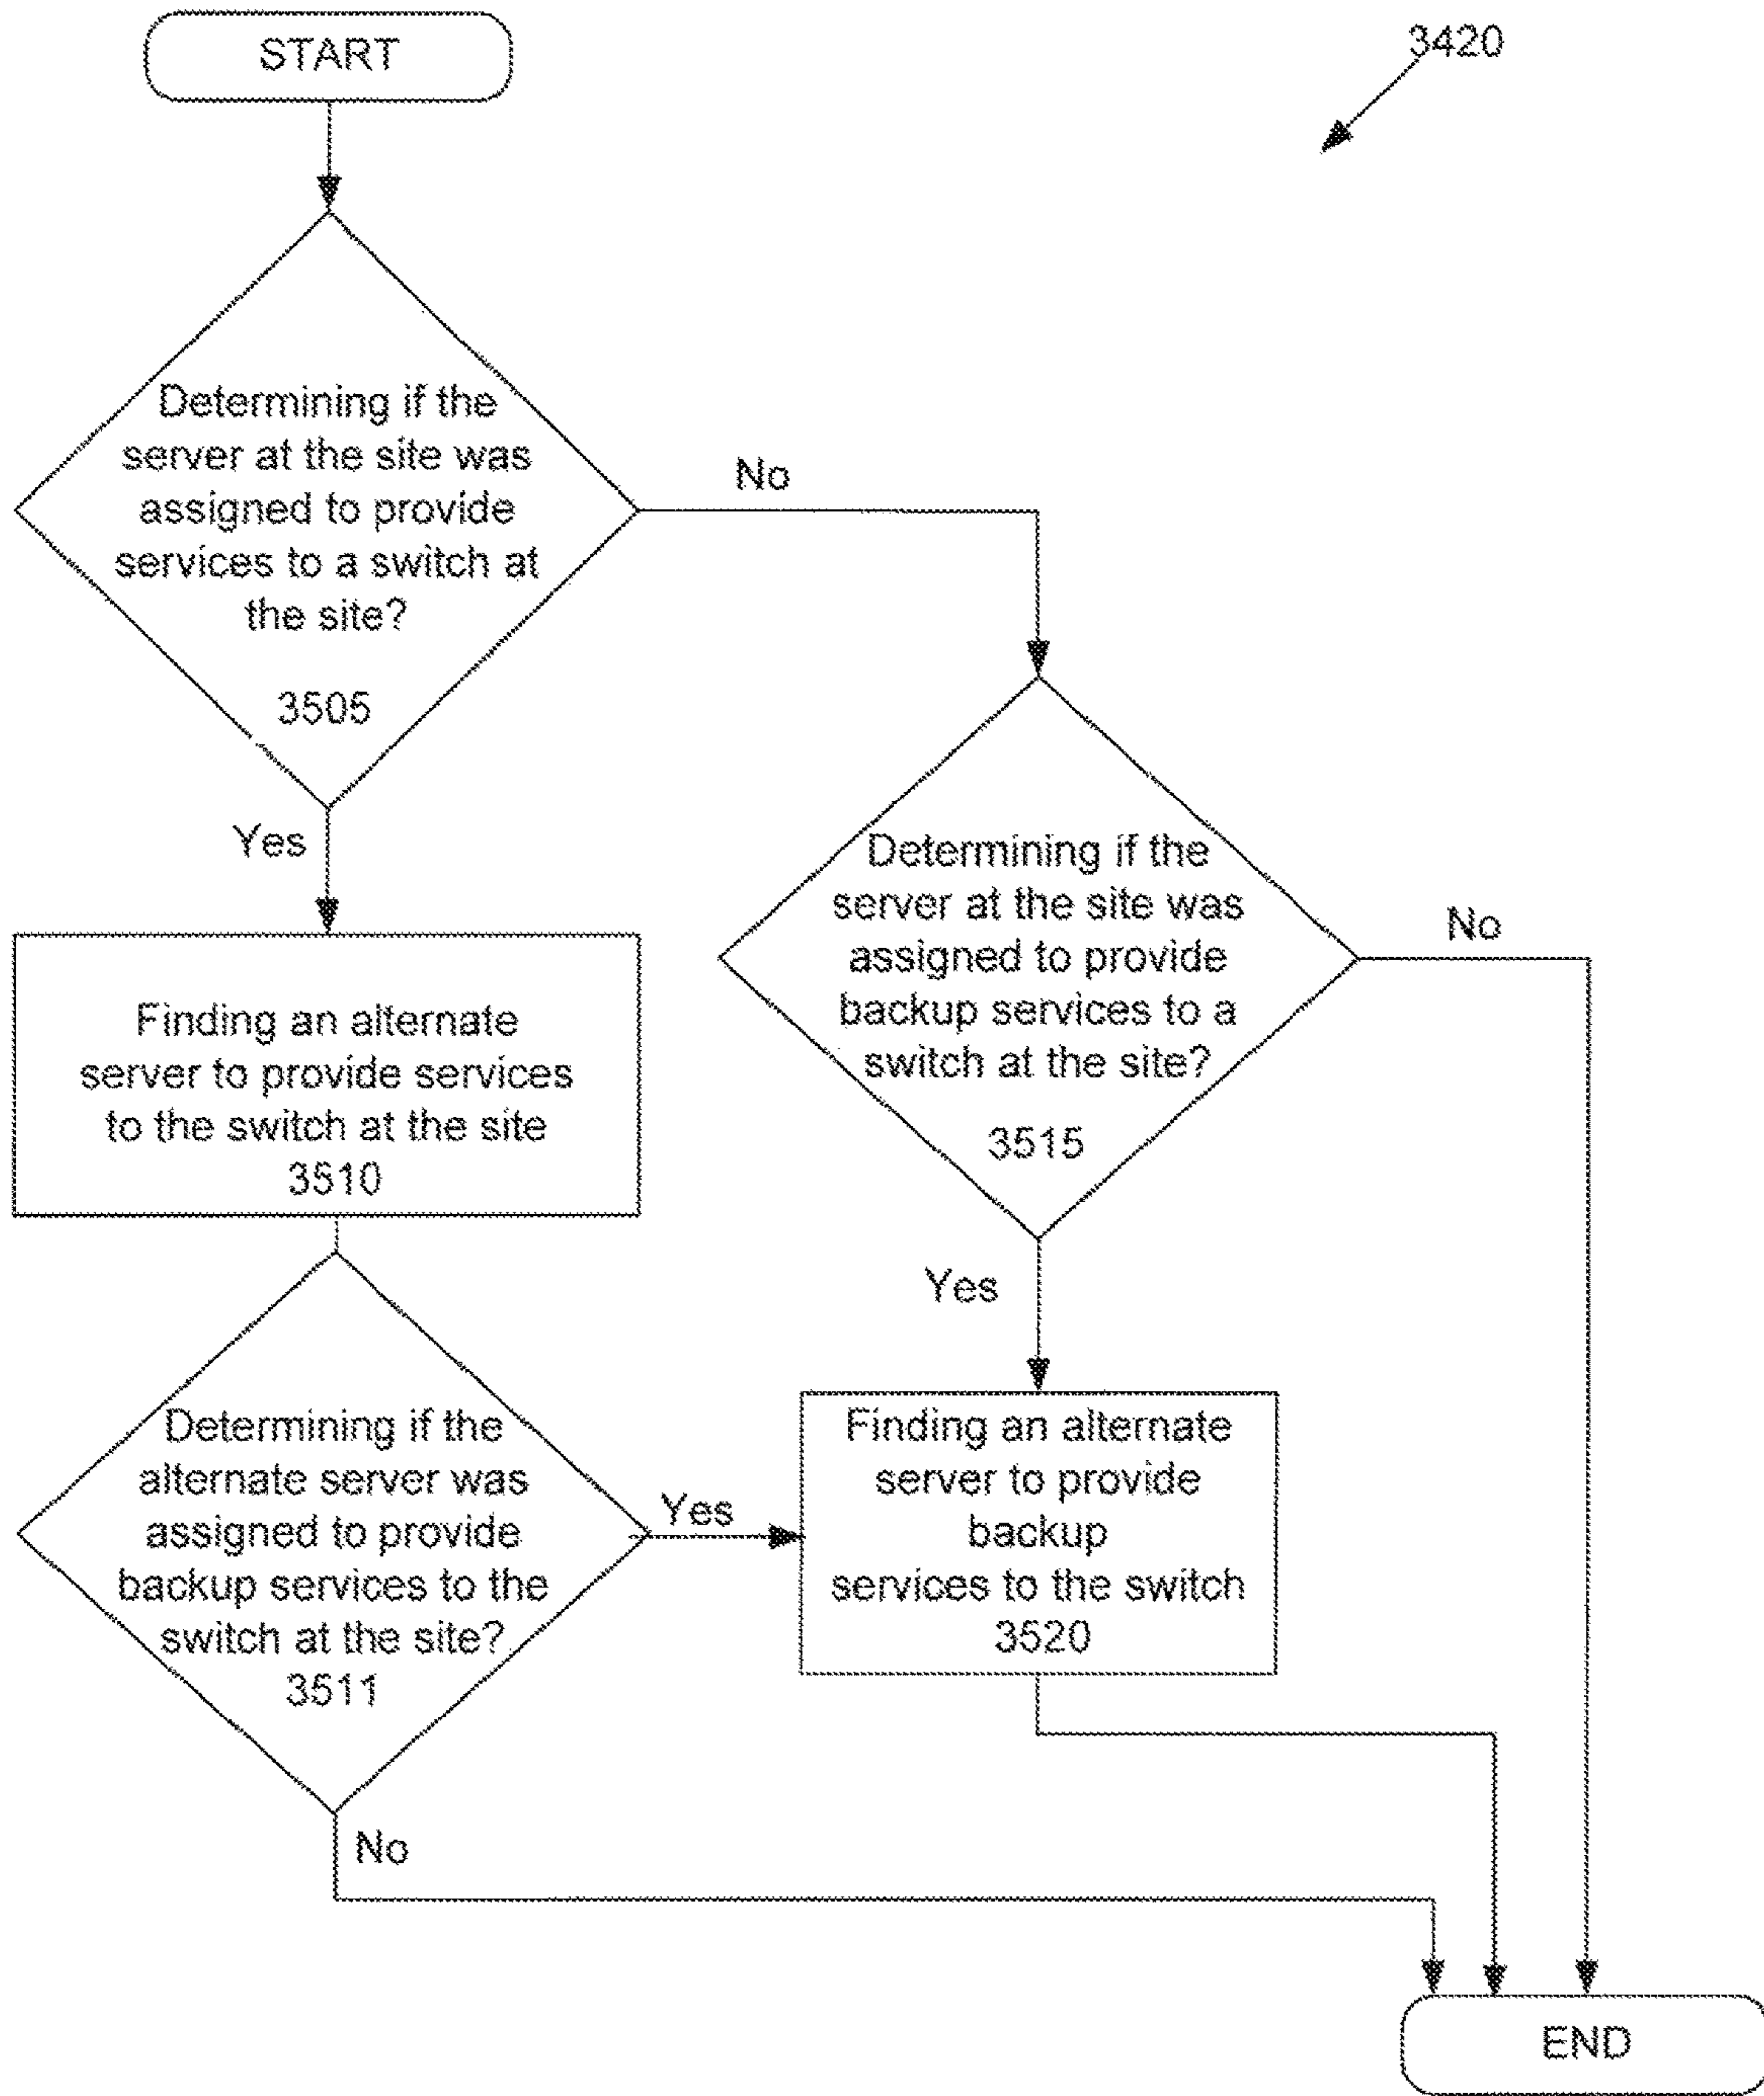 START
3420
Determining if the
server at the site was
assigned to provide
services to a switch at
the site?
3505
No
Yes
Determining if the
server at the site was
assigned to provide
backup services to a
switch at the site?
3515
No
Finding an alternate
server to provide services
to the switch at the site
3510
Yes
Determining if the
alternate server was
assigned to provide
backup services to the
switch at the site?
3511
Yes
Finding an alternate
server to provide
backup
services to the switch
3520
No
END